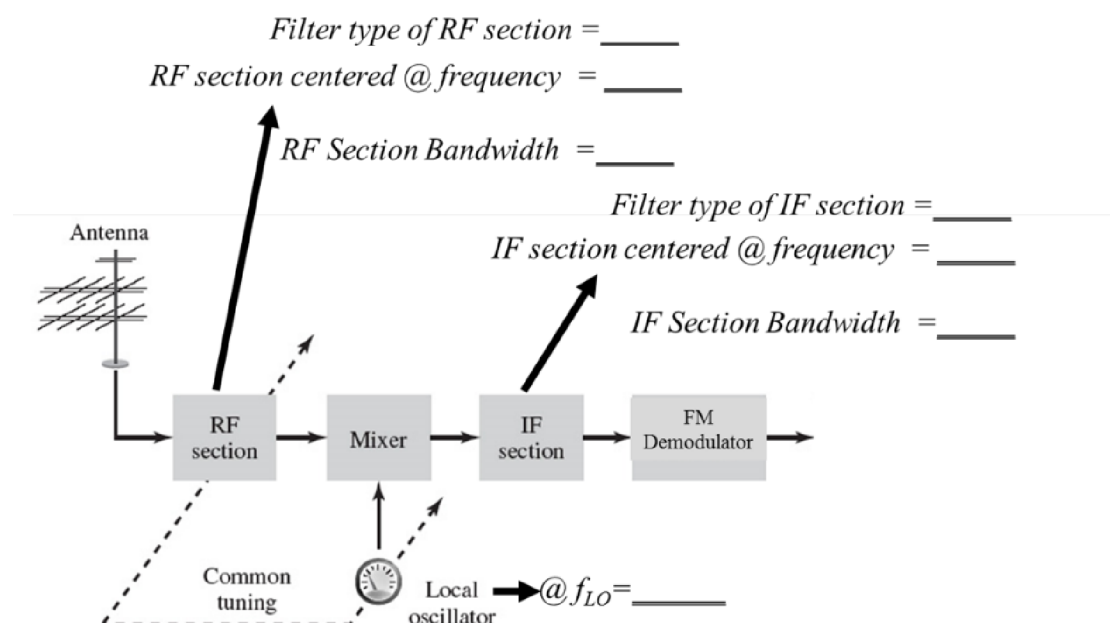 Filter type of RF section =
RF section centered @ frequency =
RF Section Bandwidth =
Filter type of IF section =
IF section centered @ frequency =
IF Section Bandwidth =
Antenna
RF
section
Mixer
IF
section
FM
Demodulator
Common
tuning
Local
oscillator
@ fLO=